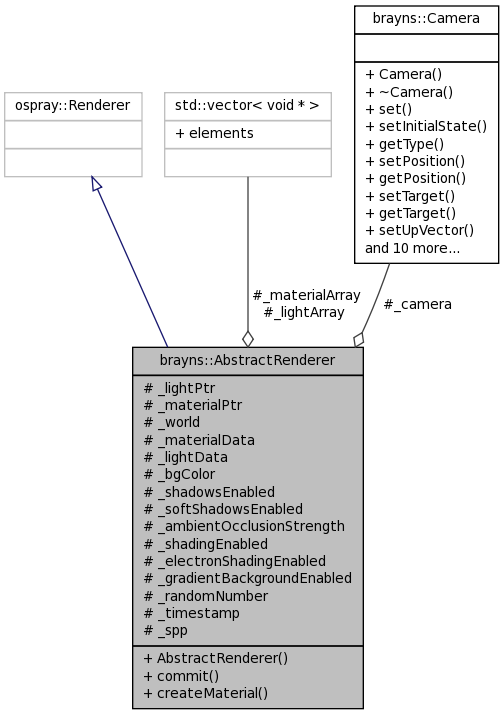 brayns::Camera
+ Camera()
+ ~Camera()
+ set()
+ setInitialState()
+ getType()
+ setPosition()
+ getPosition()
+ setTarget()
+ getTarget()
+ setUpVector()
and 10 more...
ospray::Renderer
std::vector< void * >
+ elements
#_materialArray
#_lightArray
#_camera
brayns::AbstractRenderer
# _lightPtr
# _materialPtr
# _world
# _materialData
# _lightData
# _bgColor
# _shadowsEnabled
# _softShadowsEnabled
# _ambientOcclusionStrength
# _shadingEnabled
# _electronShadingEnabled
# _gradientBackgroundEnabled
# _randomNumber
# _timestamp
# _spp
+ AbstractRenderer()
+ commit()
+ createMaterial()